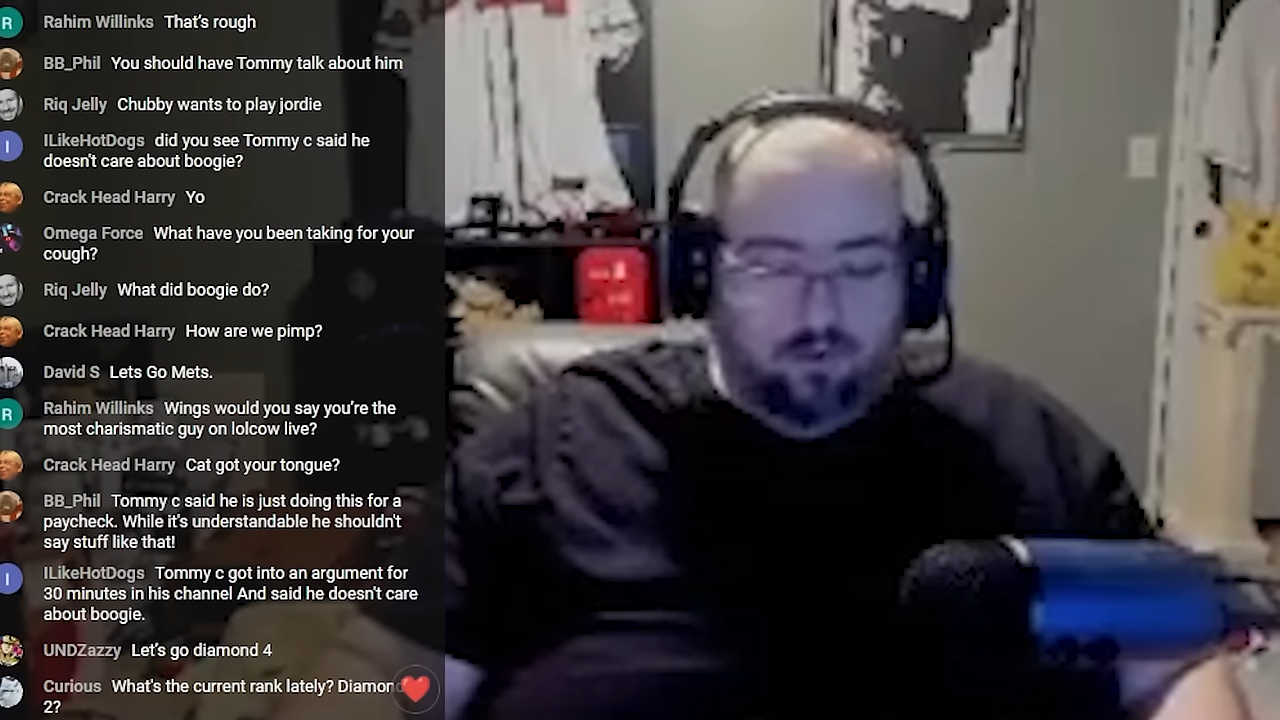 R Rahim Willinks That's rough
BB_Phil You should have Tommy talk about him
Riq Jelly Chubby wants to play jordie
I ILikeHotDogs did you see Tommy c said he
doesn't care about boogie?
Crack Head Harry Yo
Omega Force What have you been taking for your
cough?
Riq Jelly What did boogie do?
Crack Head Harry How are we pimp?
David S Lets Go Mets.
R Rahim Willinks Wings would you say you're the
most charismatic guy on lolcow live?
Crack Head Harry Cat got your tongue?
BB_Phil Tommy c said he is just doing this for a
paycheck. While it's understandable he shouldn't
say stuff like that!
I ILikeHotDogs Tommy c got into an argument for
30 minutes in his channel And said he doesn't care
about boogie.
UNDZazzy Let's go diamond 4
Curious What's the current rank lately? Diamond
2?